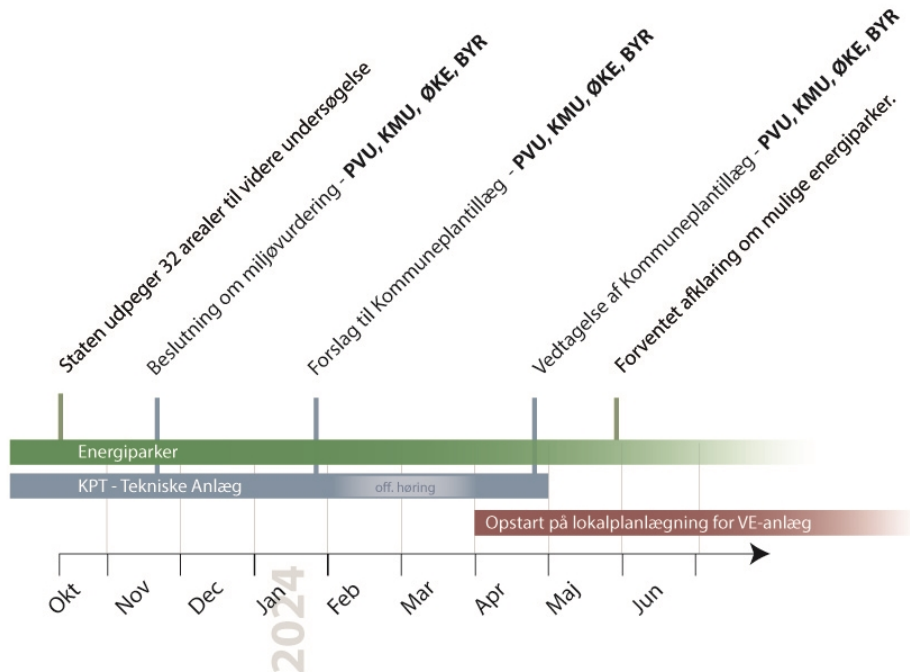 Staten udpeger 32 arealer til videre undersøgelse
Beslutning om miljøvurdering - PVU, KMU, ØKE, BYR
Forslag til Kommuneplantillæg - PVU, KMU, ØKE, BYR
Vedtagelse af Kommuneplantillæg - PVU, KMU, ØKE, BYR
Forventet afklaring om mulige energiparker.
Energiparker
KPT - Tekniske Anlæg
off. høring
Opstart på lokalplanlægning for VE-anlæg
Okt
Nov
Dec
Jan
Feb
Mar
Apr
Maj
Jun
2024